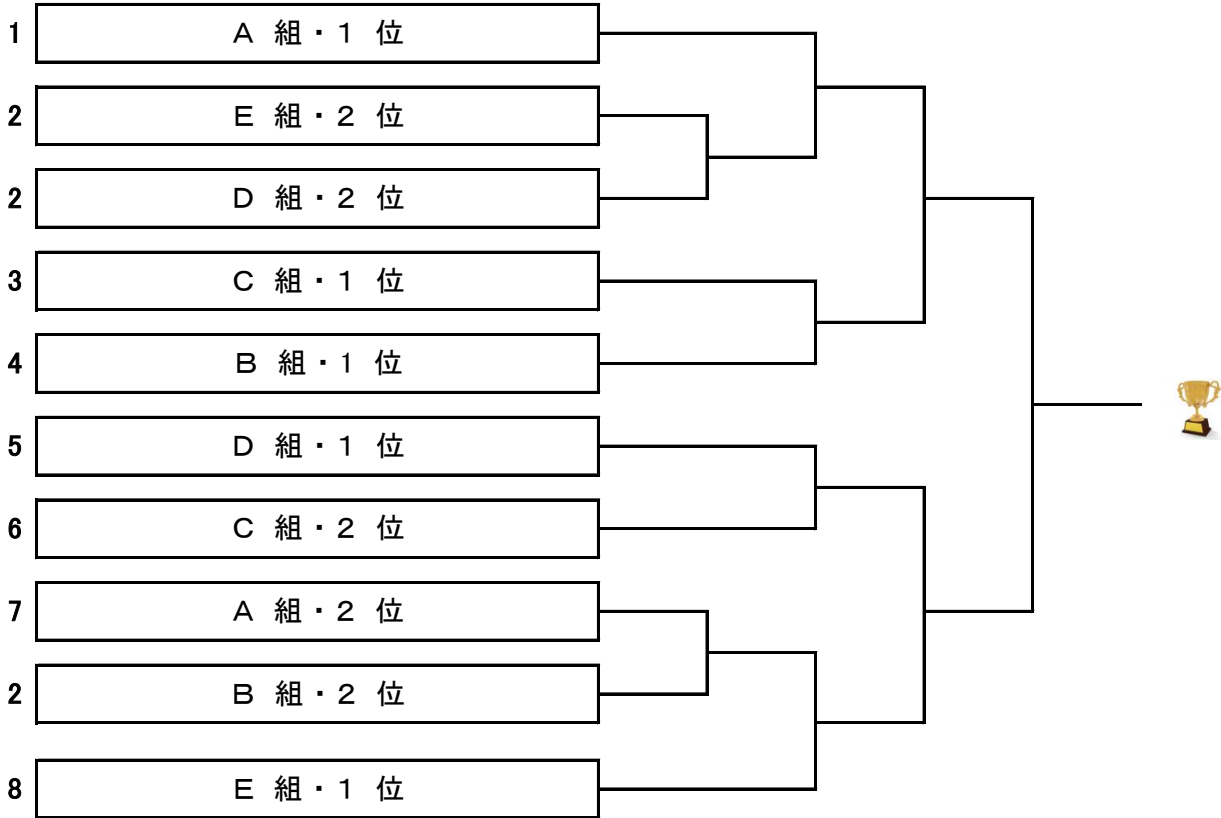 1 A 組・1 位
2 E 組・2 位
2 D 組・2 位
3 C 組・1 位
4 B 組・1 位
5 D 組・1 位
6 C 組・2 位
7 A 組・2 位
2 B 組・2 位
8 E 組・1 位